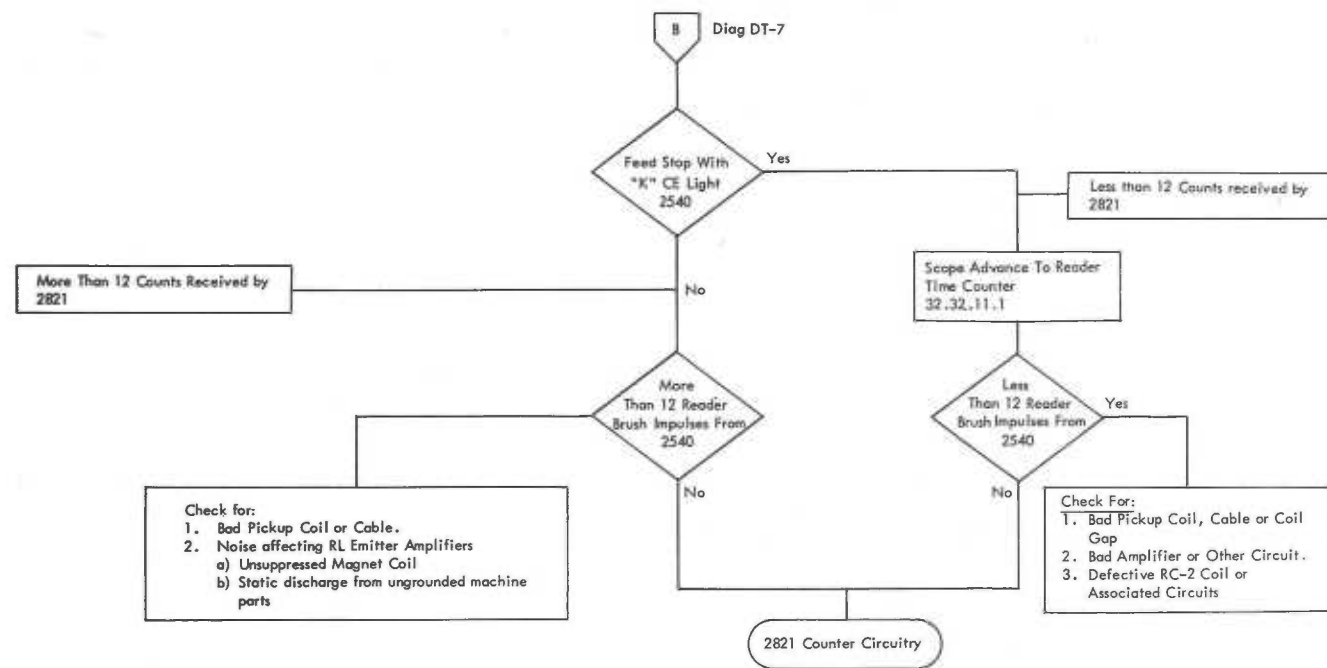 B
Diag DT-7
Feed Stop With
"K" CE Light
2540
Yes
Less than 12 Counts received by
2821
More Than 12 Counts Received by
2821
No
Scope Advance To Reader
Time Counter
32.32.11.1
More
Than 12 Reader
Brush Impulses From
2540
Less
Than 12 Reader
Brush Impulses From
2540
Yes
No
No
Check for:
1. Bad Pickup Coil or Cable.
2. Noise affecting RL Emitter Amplifiers
a) Unsuppressed Magnet Coil
b) Static discharge from ungrounded machine
parts
Check For:
1. Bad Pickup Coil, Cable or Coil
Gap
2. Bad Amplifier or Other Circuit.
3. Defective RC-2 Coil or
Associated Circuits
2821 Counter Circuitry